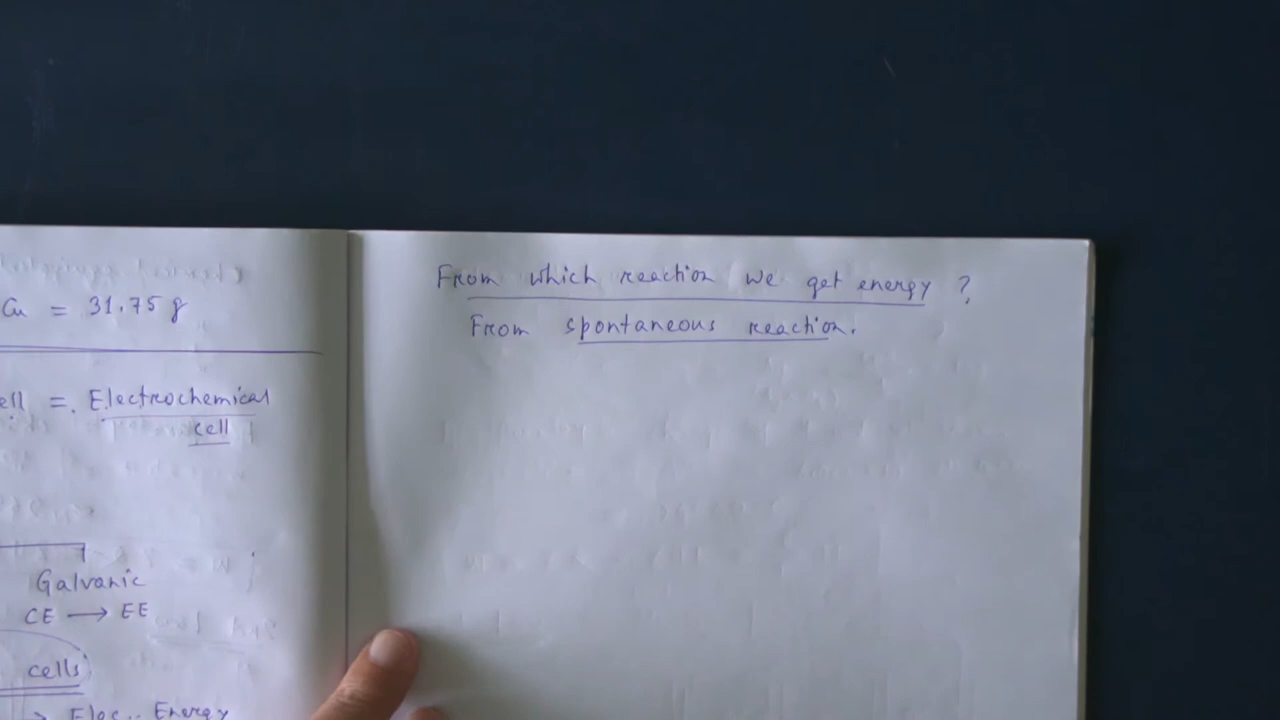 Cu = 31.75 g
ell = Electrochemical
cell
Galvanic
CE → EE
cells
→ Elec.. Energy
From which reaction we get energy ?
From spontaneous reaction.